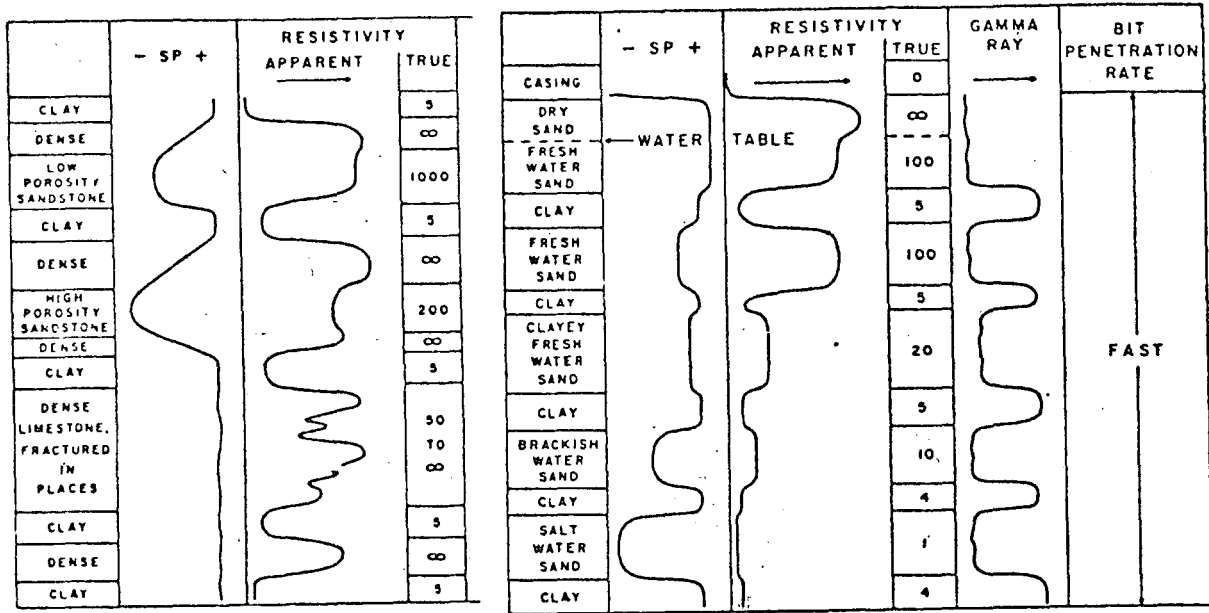 - SP +
RESISTIVITY
APPARENT
TRUE
CLAY
5
DENSE
∞
LOW
POROSITY
SANDSTONE
1000
CLAY
5
DENSE
∞
HIGH
POROSITY
SANDSTONE
200
DENSE
∞
CLAY
5
DENSE
LIMESTONE,
FRACTURED
IN
PLACES
50
TO
∞
CLAY
5
DENSE
∞
CLAY
5
- SP +
RESISTIVITY
APPARENT
TRUE
GAMMA
RAY
BIT
PENETRATION
RATE
CASING
0
DRY
SAND
∞
WATER TABLE
FRESH
WATER
SAND
100
CLAY
5
FRESH
WATER
SAND
100
CLAY
5
CLAYEY
FRESH
WATER
SAND
20
FAST
CLAY
5
BRACKISH
WATER
SAND
10
CLAY
4
SALT
WATER
SAND
1
CLAY
4